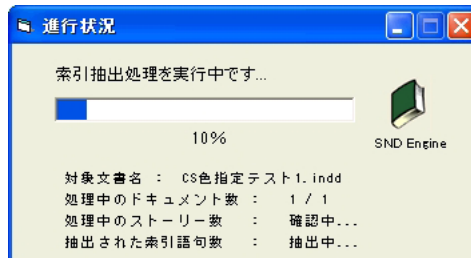 進行状況
索引抽出処理を実行中です...
10%
SND Engine
対象文書名 : CS色指定テスト1.indd
処理中のドキュメント数 : 1 / 1
処理中のストーリー数 : 確認中...
抽出された索引語句数 : 抽出中...